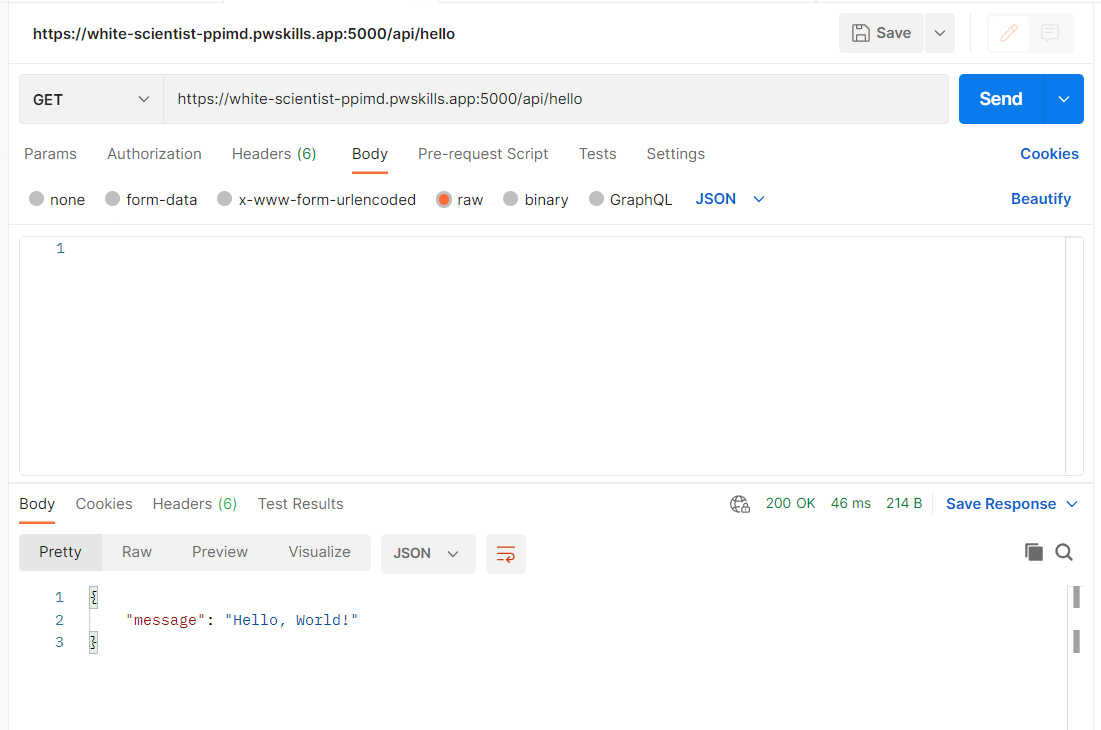 https://white-scientist-ppimd.pwskills.app:5000/api/hello
Save
GET
https://white-scientist-ppimd.pwskills.app:5000/api/hello
Send
Params Authorization Headers (6) Body Pre-request Script Tests Settings Cookies
none form-data x-www-form-urlencoded raw binary GraphQL JSON Beautify
1
Body Cookies Headers (6) Test Results 200 OK 46 ms 214 B Save Response
Pretty Raw Preview Visualize JSON
1 {
2 "message": "Hello, World!"
3 }